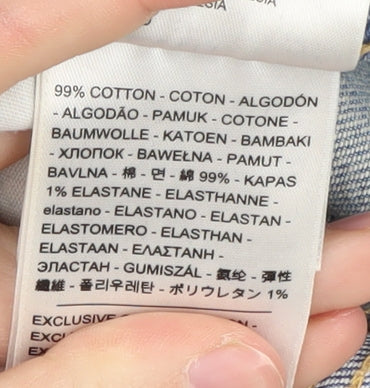 99% COTTON - COTON - ALGODÓN
- ALGODÃO - PAMUK - COTONE -
BAUMWOLLE - KATOEN - BAMBAKI
- ХЛОПОК - BAWEŁNA - PAMUT -
BAVLNA - 棉 - 면 - 綿 99% - KAPAS
1% ELASTANE - ELASTHANNE -
elastano - ELASTANO - ELASTAN -
ELASTOMERO - ELASTHAN -
ELASTAAN - ΕΛΑΣΤΑΝΗ -
ЭЛАСТАН - GUMISZÁL - 氨纶 - 彈性
纖維 - 폴리우레탄 - ポリウレタン 1%
EXCLUSIVE
EXCLUS